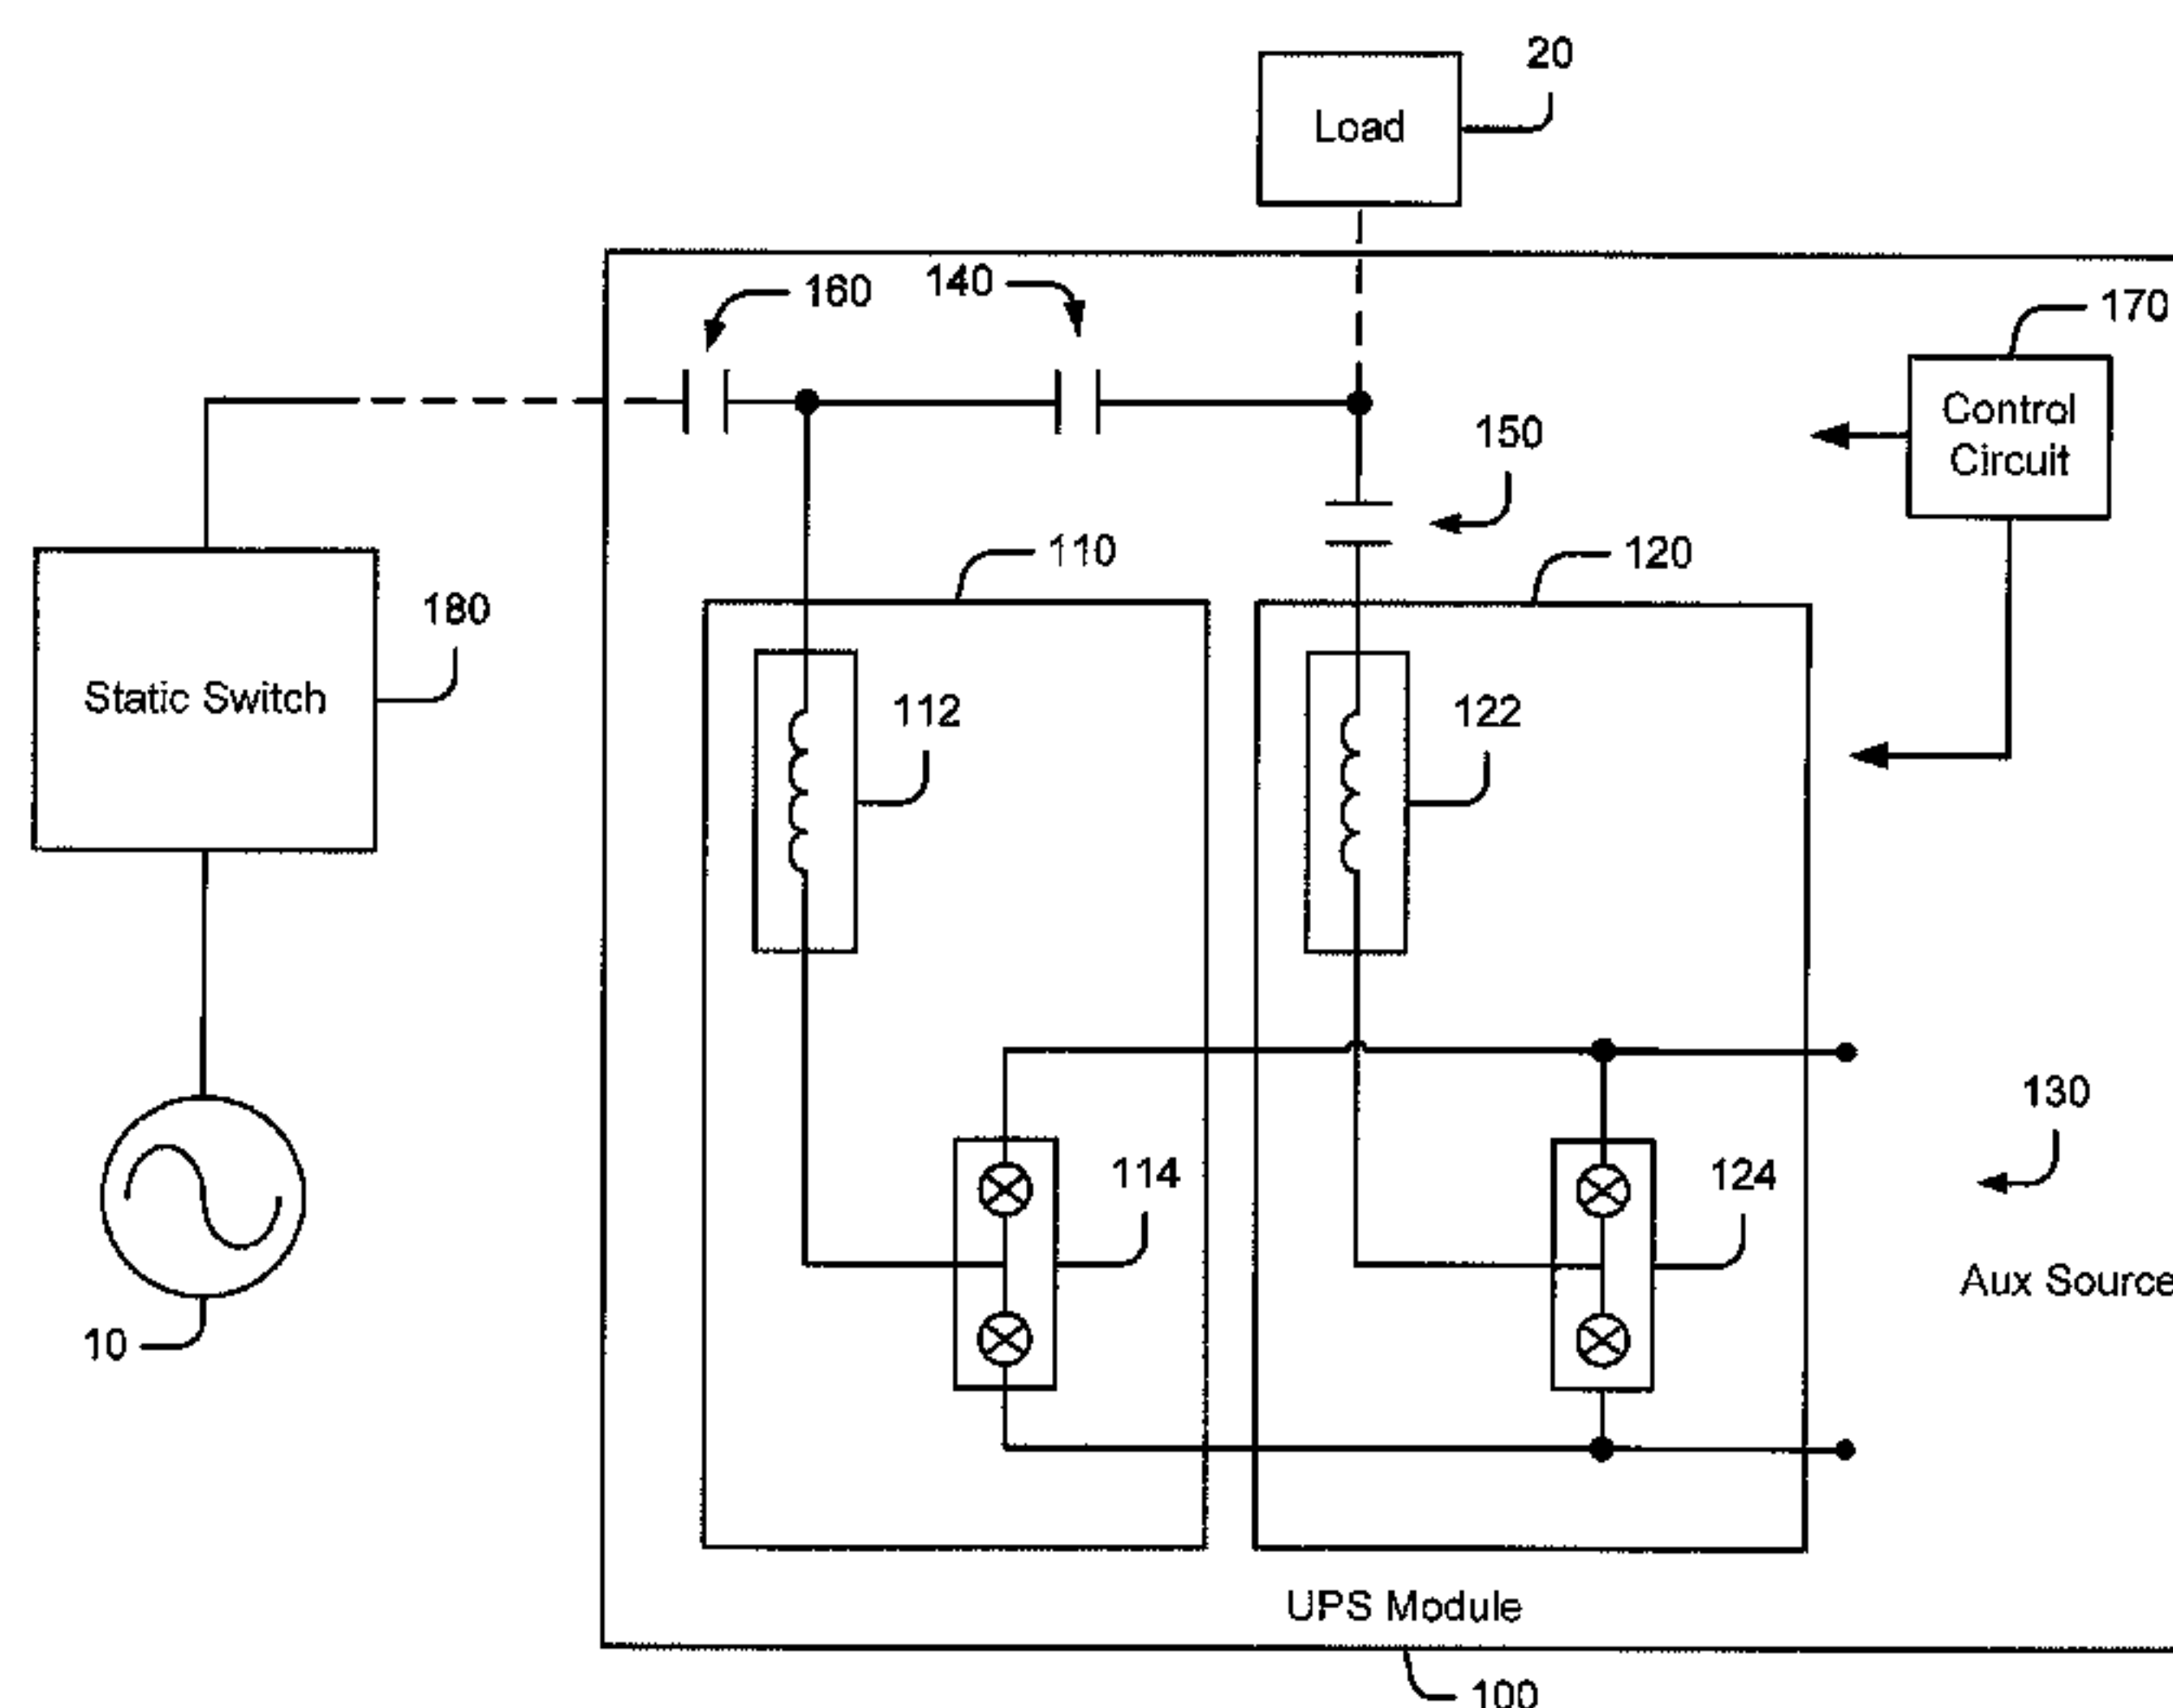 20
Load
160
140
170
Control
Circuit
150
110
120
180
Static Switch
112
122
130
114
124
Aux Source
10
UPS Module
100